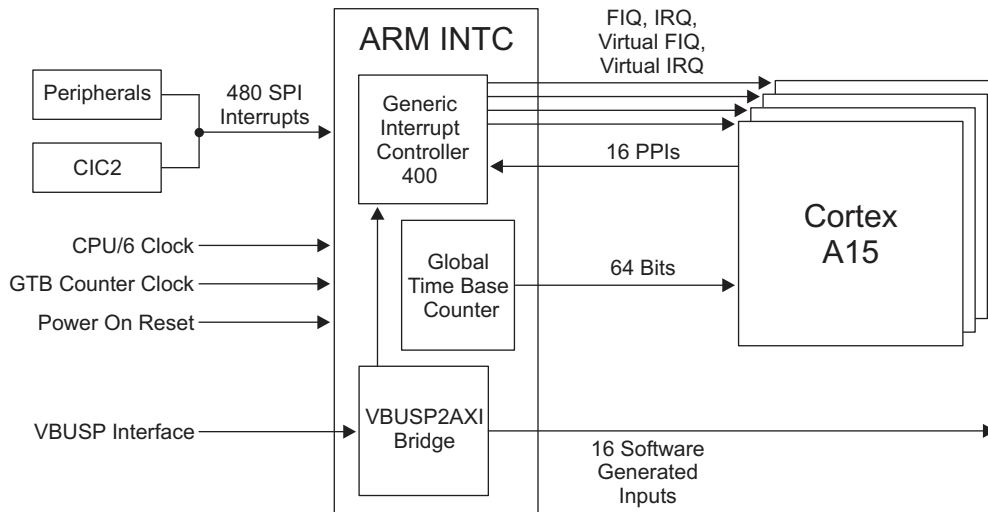 ARM INTC
FIQ, IRQ,
Virtual FIQ,
Virtual IRQ
Peripherals
CIC2
480 SPI
Interrupts
Generic
Interrupt
Controller
400
16 PPIs
Cortex
A15
CPU/6 Clock
GTB Counter Clock
Power On Reset
Global
Time Base
Counter
64 Bits
VBUSP Interface
VBUSP2AXI
Bridge
16 Software
Generated
Inputs